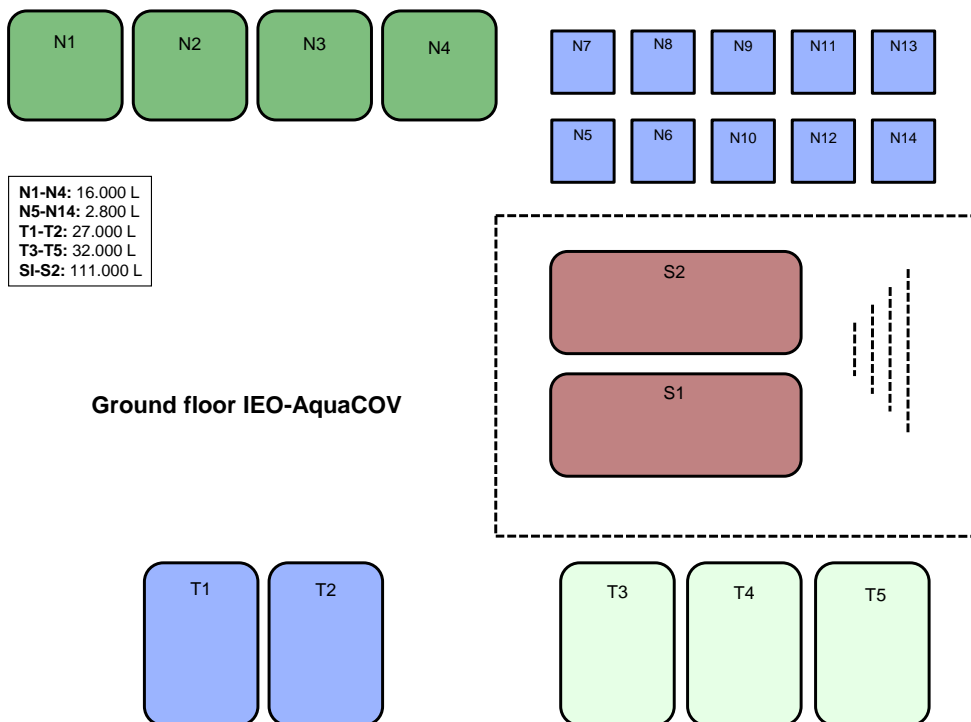 N1 N2 N3 N4
N7 N8 N9 N11 N13
N5 N6 N10 N12 N14
N1-N4: 16.000 L
N5-N14: 2.800 L
T1-T2: 27.000 L
T3-T5: 32.000 L
SI-S2: 111.000 L
S2
S1
Ground floor IEO-AquaCOV
T1 T2 T3 T4 T5